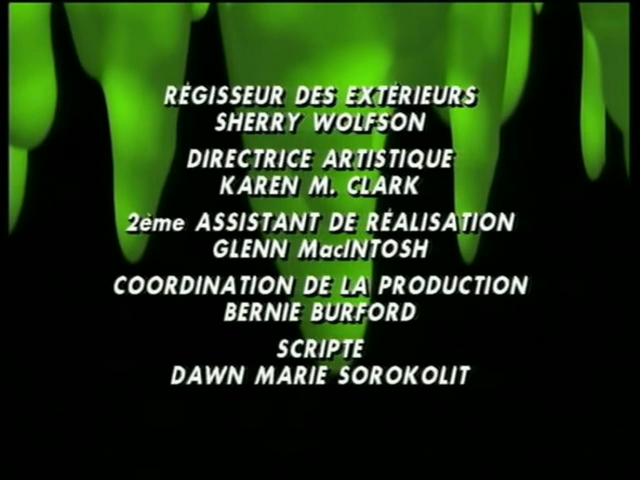 RÉGISSEUR DES EXTÉRIEURS
SHERRY WOLFSON
DIRECTRICE ARTISTIQUE
KAREN M. CLARK
2ème ASSISTANT DE RÉALISATION
GLENN MacINTOSH
COORDINATION DE LA PRODUCTION
BERNIE BURFORD
SCRIPTE
DAWN MARIE SOROKOLIT